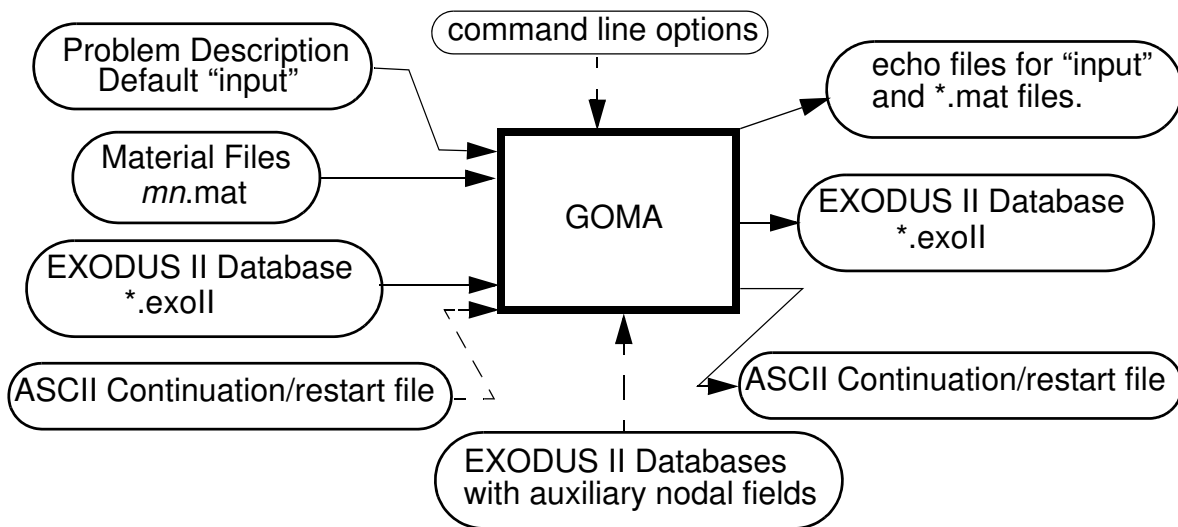 command line options
Problem Description
Default “input”
echo files for “input”
and *.mat files.
Material Files
mn.mat
GOMA
EXODUS II Database
*.exoII
EXODUS II Database
*.exoII
ASCII Continuation/restart file
ASCII Continuation/restart file
EXODUS II Databases
with auxiliary nodal fields